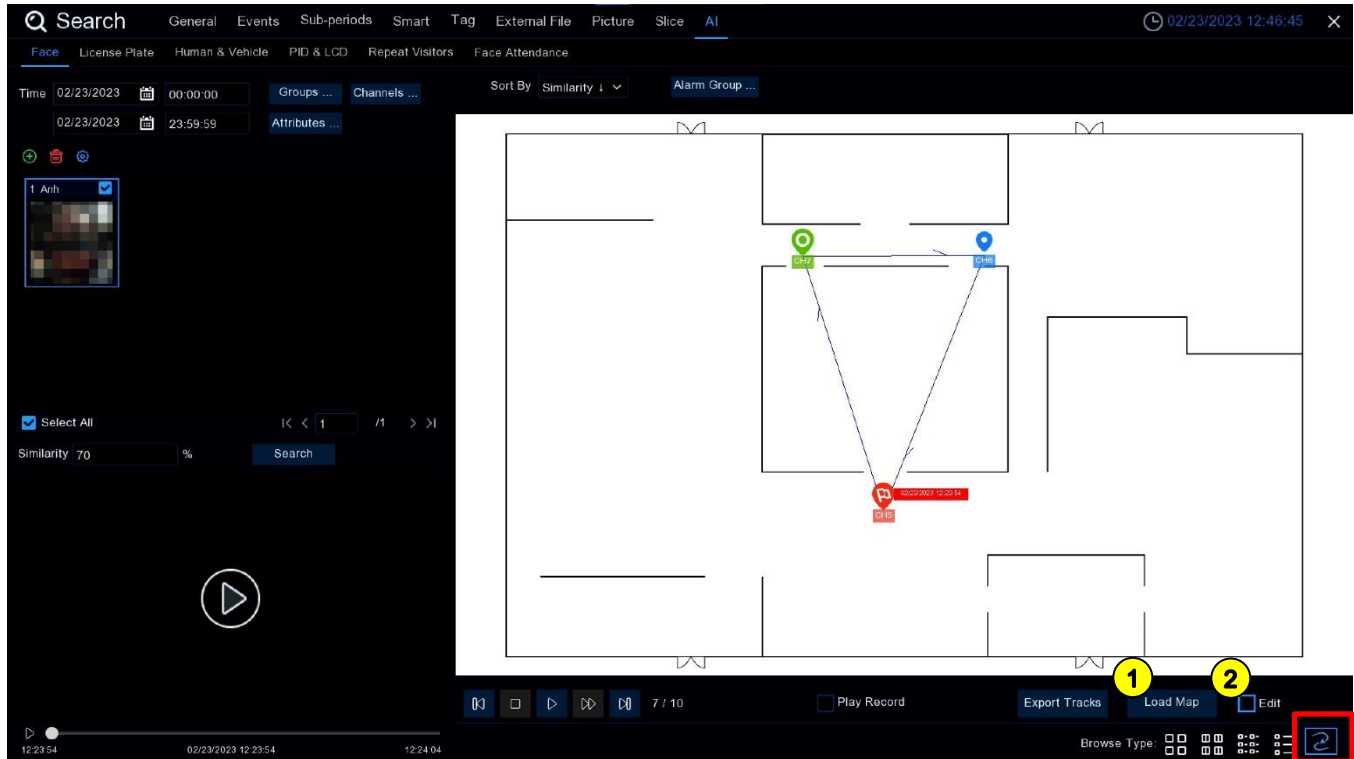 Search General Events Sub-periods Smart Tag External File Picture Slice AI 02/23/2023 12:46:45
Face License Plate Human & Vehicle PID & LCD Repeat Visitors Face Attendance
Time 02/23/2023 00:00:00 Groups ... Channels ... Sort By Similarity ↓ Alarm Group ...
02/23/2023 23:59:59 Attributes ...
1 Anh
CH7 CH6
Select All 1 /1
Similarity 70 % Search
02/23/2023 12:23:54
CH5
1 2
7 / 10 Play Record Export Tracks Load Map Edit
12:23:54 02/23/2023 12:23:54 12:24:04
Browse Type: